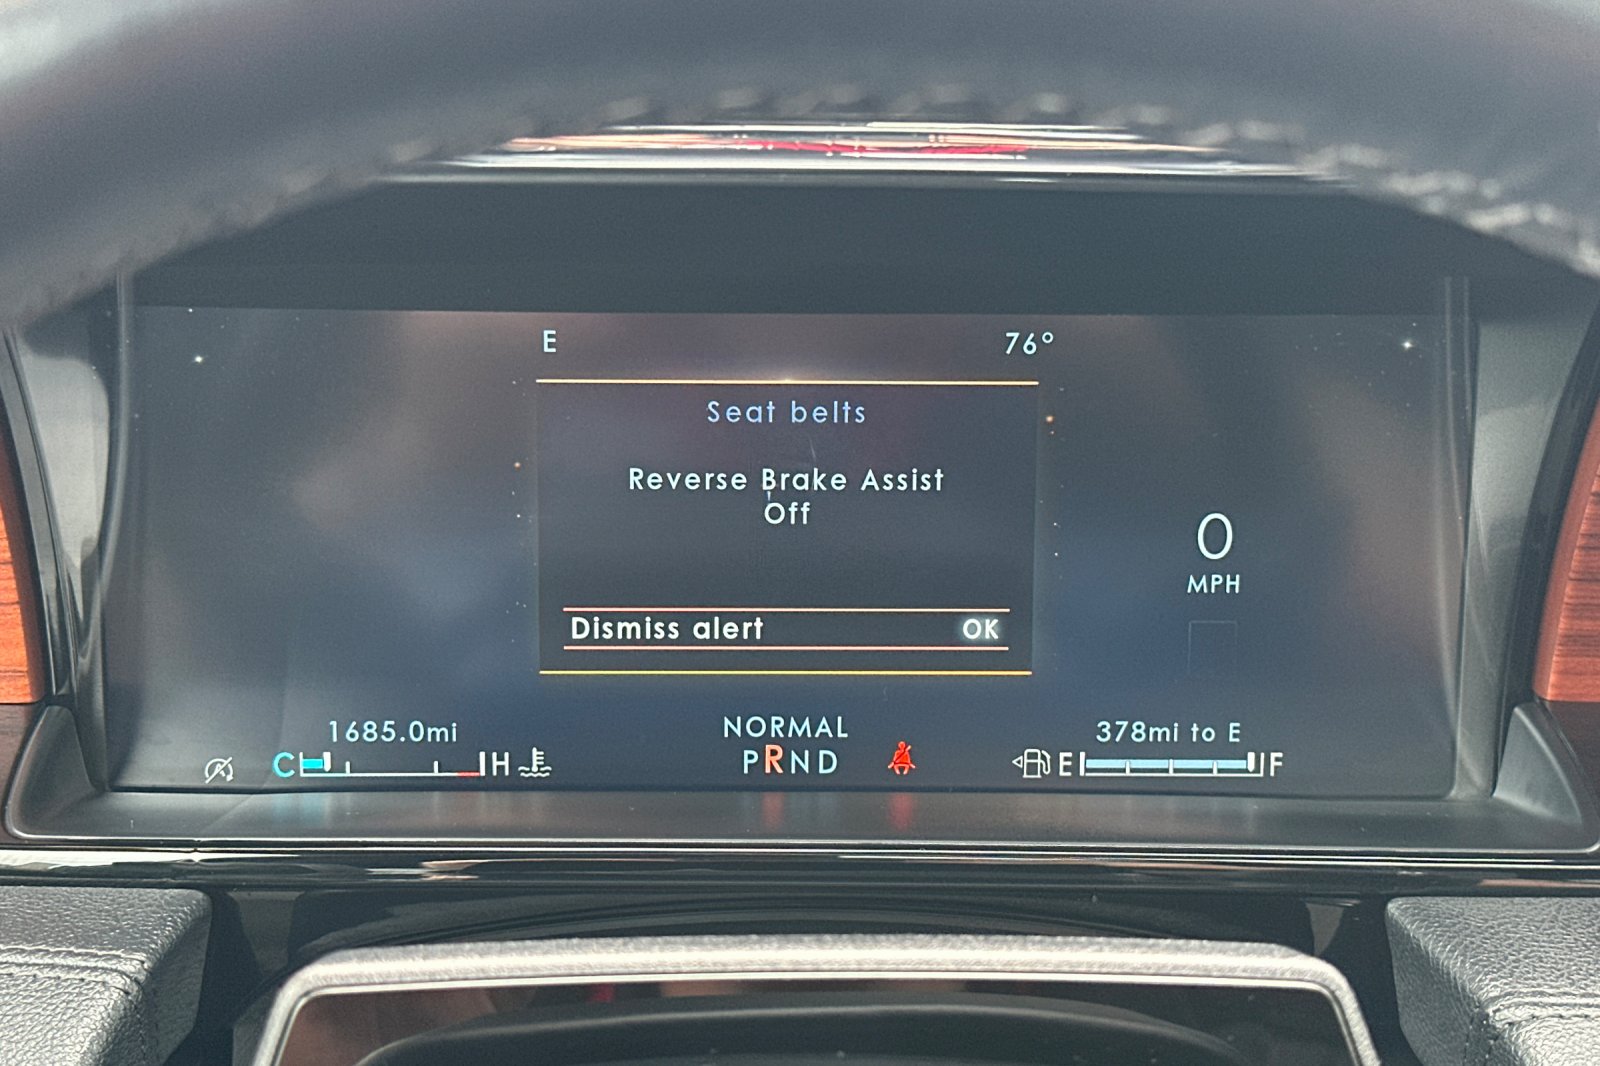 E 76°
Seat belts
Reverse Brake Assist
Off
Dismiss alert OK
0
MPH
1685.0mi NORMAL 378mi to E
C H PRND E F